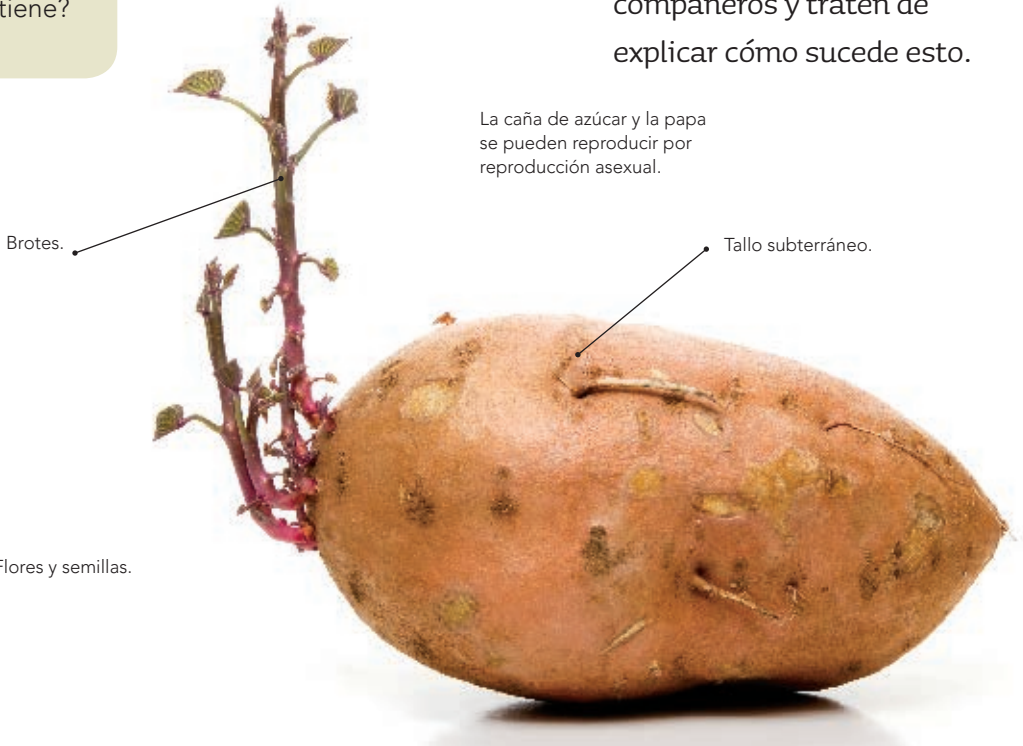 tiene?
compañeros y traten de
explicar cómo sucede esto.
La caña de azúcar y la papa
se pueden reproducir por
reproducción asexual.
Brotes.
Tallo subterráneo.
Flores y semillas.